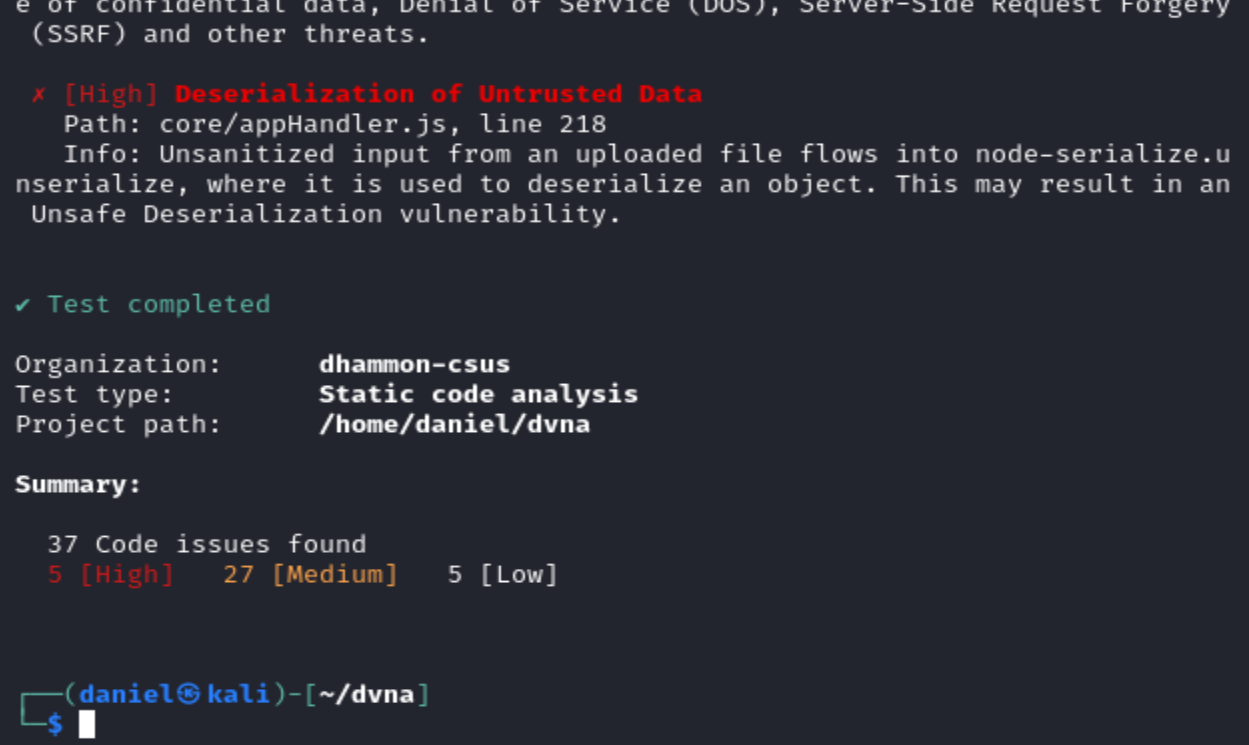 e of confidential data, Denial of Service (DOS), Server-Side Request Forgery
(SSRF) and other threats.
✗ [High] Deserialization of Untrusted Data
Path: core/appHandler.js, line 218
Info: Unsanitized input from an uploaded file flows into node-serialize.u
nserialize, where it is used to deserialize an object. This may result in an
Unsafe Deserialization vulnerability.
✔ Test completed
Organization: dhammon-csus
Test type: Static code analysis
Project path: /home/daniel/dvna
Summary:
37 Code issues found
5 [High] 27 [Medium] 5 [Low]
┌──(daniel㉿kali)-[~/dvna]
└─$